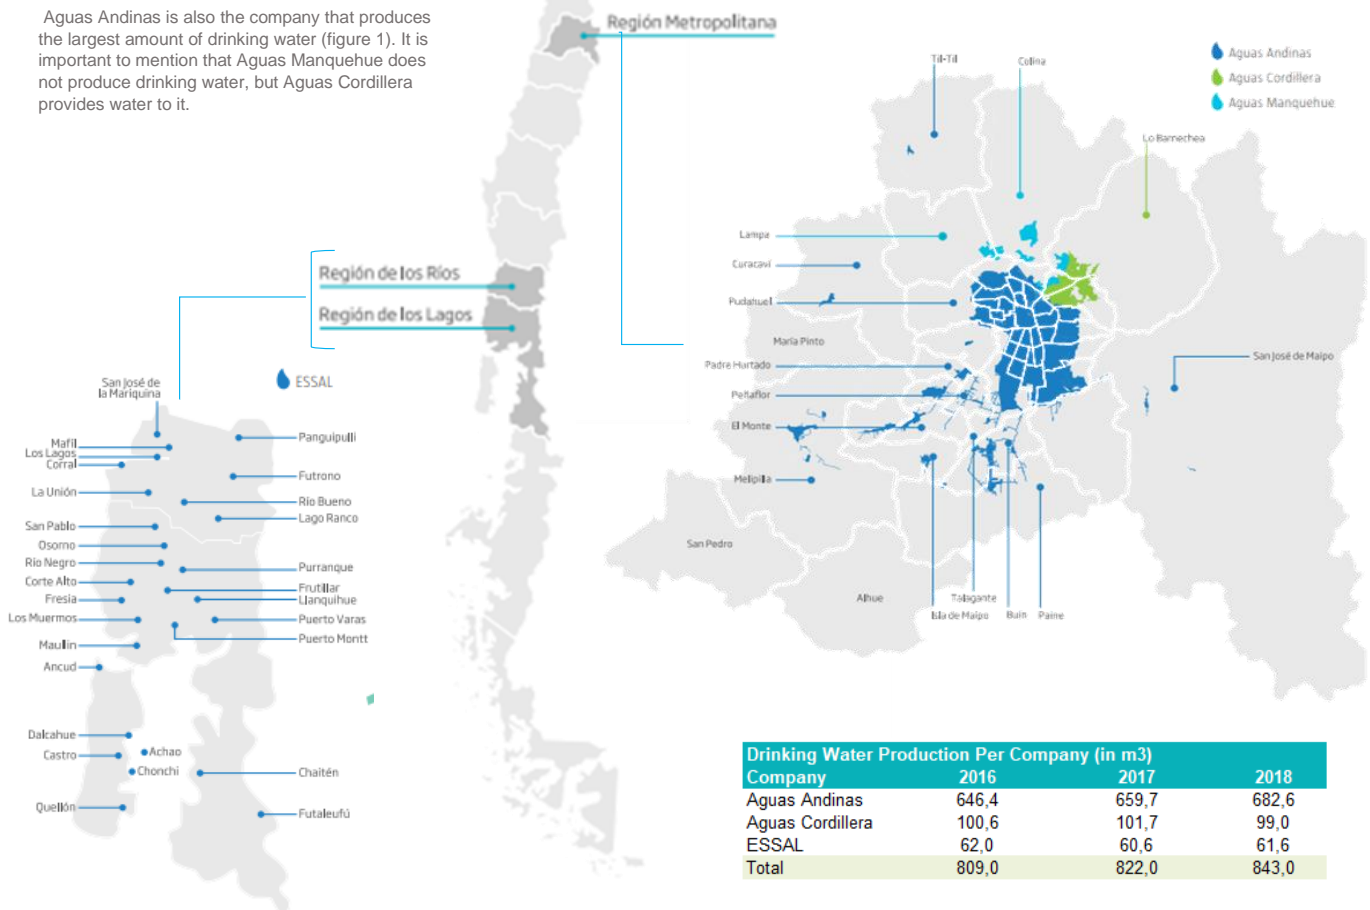 Aguas Andinas is also the company that produces
the largest amount of drinking water (figure 1). It is
important to mention that Aguas Manquehue does
not produce drinking water, but Aguas Cordillera
provides water to it.
Región Metropolitana
Región de los Ríos
Región de los Lagos
ESSAL
San José de
la Mariquina
Mafil
Los Lagos
Corral
La Unión
San Pablo
Osorno
Río Negro
Corte Alto
Fresia
Los Muermos
Maullin
Ancud
Dalcahue
Castro
Quellón
Achao
Chonchi
Panguipulli
Futrono
Río Bueno
Lago Ranco
Purranque
Frutillar
Llanquihue
Puerto Varas
Puerto Montt
Chaitén
Futaleufú
Aguas Andinas
Aguas Cordillera
Aguas Manquehue
Til-Til
Colina
Lo Barnechea
Lampa
Curacaví
Pudahuel
María Pinto
Padre Hurtado
Peñaflor
El Monte
Melipilla
San Pedro
Alhue
San José de Maipo
Talagante
Isla de Maipo
Buin
Paine
Drinking Water Production Per Company (in m3)
Company 2016 2017 2018
Aguas Andinas 646,4 659,7 682,6
Aguas Cordillera 100,6 101,7 99,0
ESSAL 62,0 60,6 61,6
Total 809,0 822,0 843,0